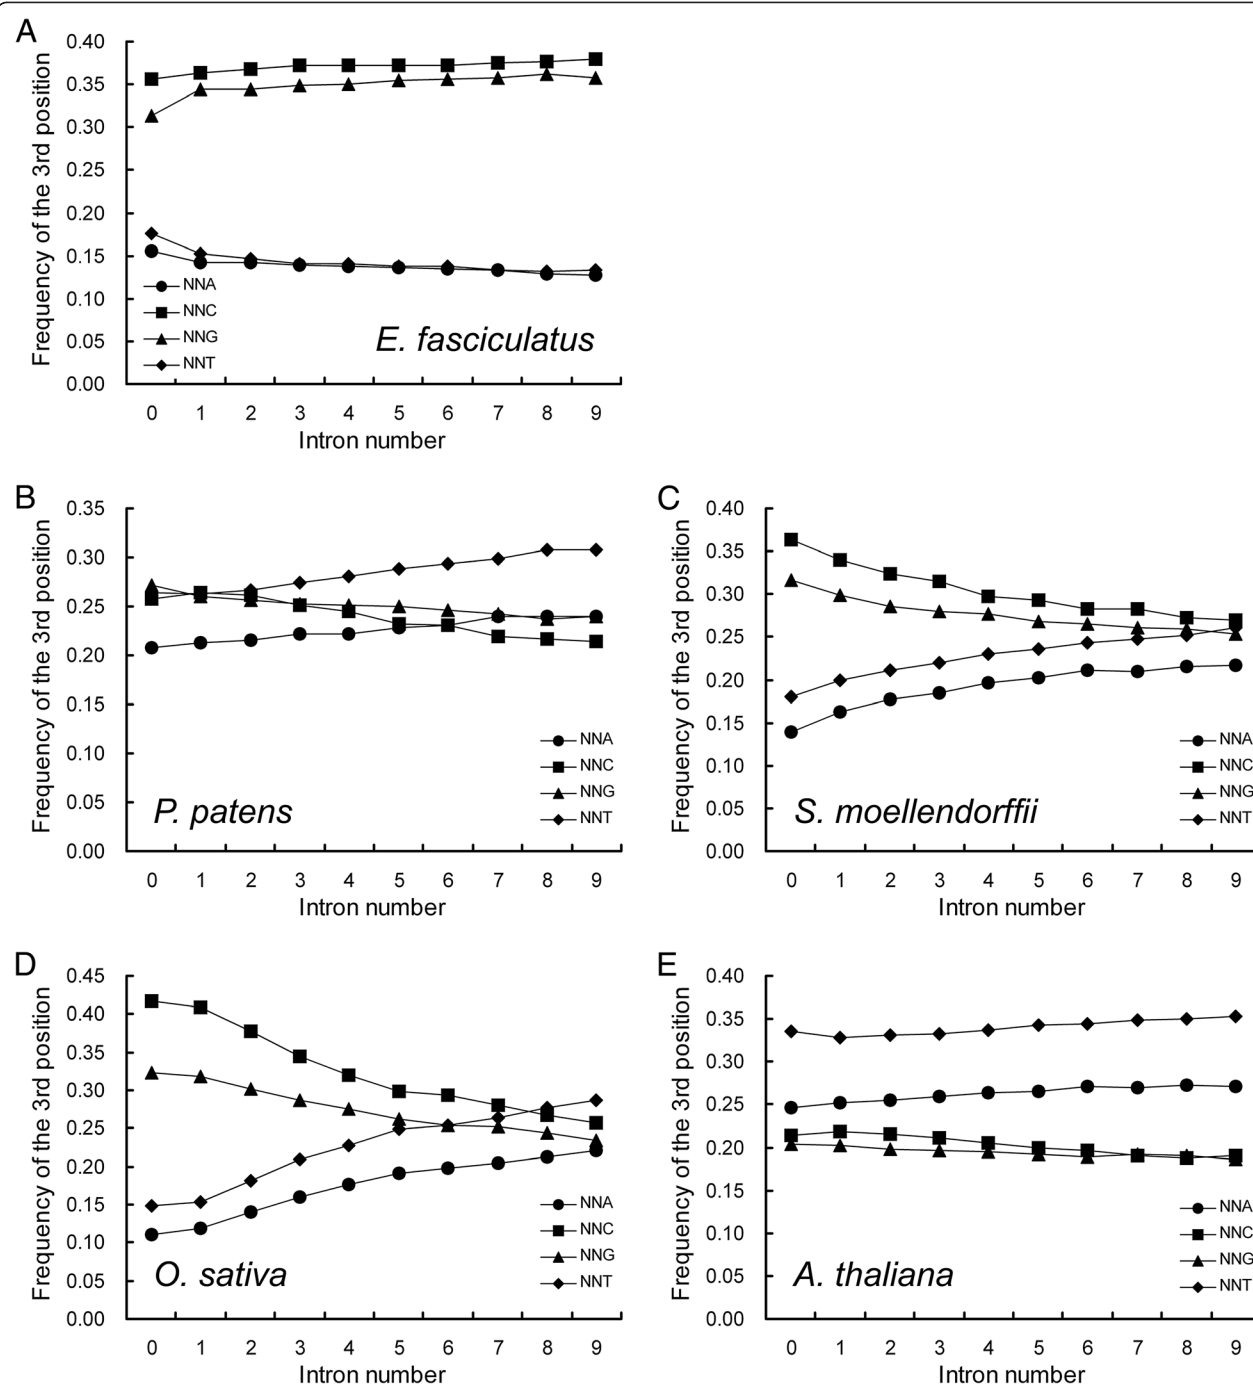 A
Frequency of the 3rd position
0.40
0.35
0.30
0.25
0.20
0.15
0.10
0.05
0.00
NNA
NNC
NNG
NNT
E. fasciculatus
0 1 2 3 4 5 6 7 8 9
Intron number
B
Frequency of the 3rd position
0.35
0.30
0.25
0.20
0.15
0.10
0.05
0.00
NNA
NNC
NNG
NNT
P. patens
0 1 2 3 4 5 6 7 8 9
Intron number
C
Frequency of the 3rd position
0.40
0.35
0.30
0.25
0.20
0.15
0.10
0.05
0.00
NNA
NNC
NNG
NNT
S. moellendorffii
0 1 2 3 4 5 6 7 8 9
Intron number
D
Frequency of the 3rd position
0.45
0.40
0.35
0.30
0.25
0.20
0.15
0.10
0.05
0.00
NNA
NNC
NNG
NNT
O. sativa
0 1 2 3 4 5 6 7 8 9
Intron number
E
Frequency of the 3rd position
0.40
0.35
0.30
0.25
0.20
0.15
0.10
0.05
0.00
NNA
NNC
NNG
NNT
A. thaliana
0 1 2 3 4 5 6 7 8 9
Intron number